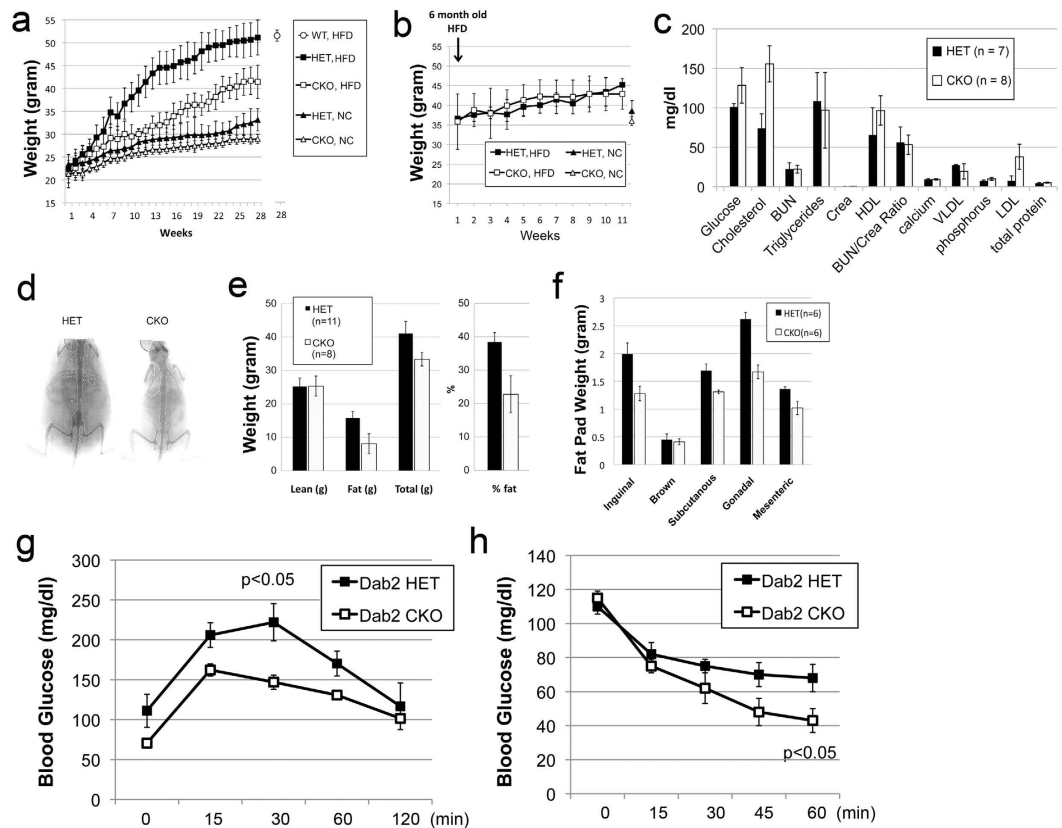 a
Weight (gram)
55
50
45
40
35
30
25
20
15
1 4 7 10 13 16 19 22 25 28 28
Weeks
WT, HFD
HET, HFD
CKO, HFD
HET, NC
CKO, NC
b
6 month old
HFD
Weight (gram)
45
40
35
30
25
20
15
1 2 3 4 5 6 7 8 9 10 11
Weeks
HET, HFD
CKO, HFD
HET, NC
CKO, NC
c
mg/dl
200
150
100
50
0
HET (n = 7)
CKO (n = 8)
Glucose
Cholesterol
BUN
Triglycerides
Crea
HDL
BUN/Crea Ratio
calcium
VLDL
phosphorus
LDL
total protein
d
HET CKO
e
Weight (gram)
50
40
30
20
10
0
HET
(n=11)
CKO
(n=8)
Lean (g) Fat (g) Total (g)
%
50
40
30
20
10
0
% fat
f
Fat Pad Weight (gram)
3
2.5
2
1.5
1
0.5
0
HET(n=6)
CKO(n=6)
Inguinal
Brown
Subcutanous
Gonadal
Mesenteric
g
Blood Glucose (mg/dl)
300
250
200
150
100
50
0
p<0.05
Dab2 HET
Dab2 CKO
0 15 30 60 120 (min)
h
Blood Glucose (mg/dl)
140
120
100
80
60
40
20
0
Dab2 HET
Dab2 CKO
p<0.05
0 15 30 45 60 (min)